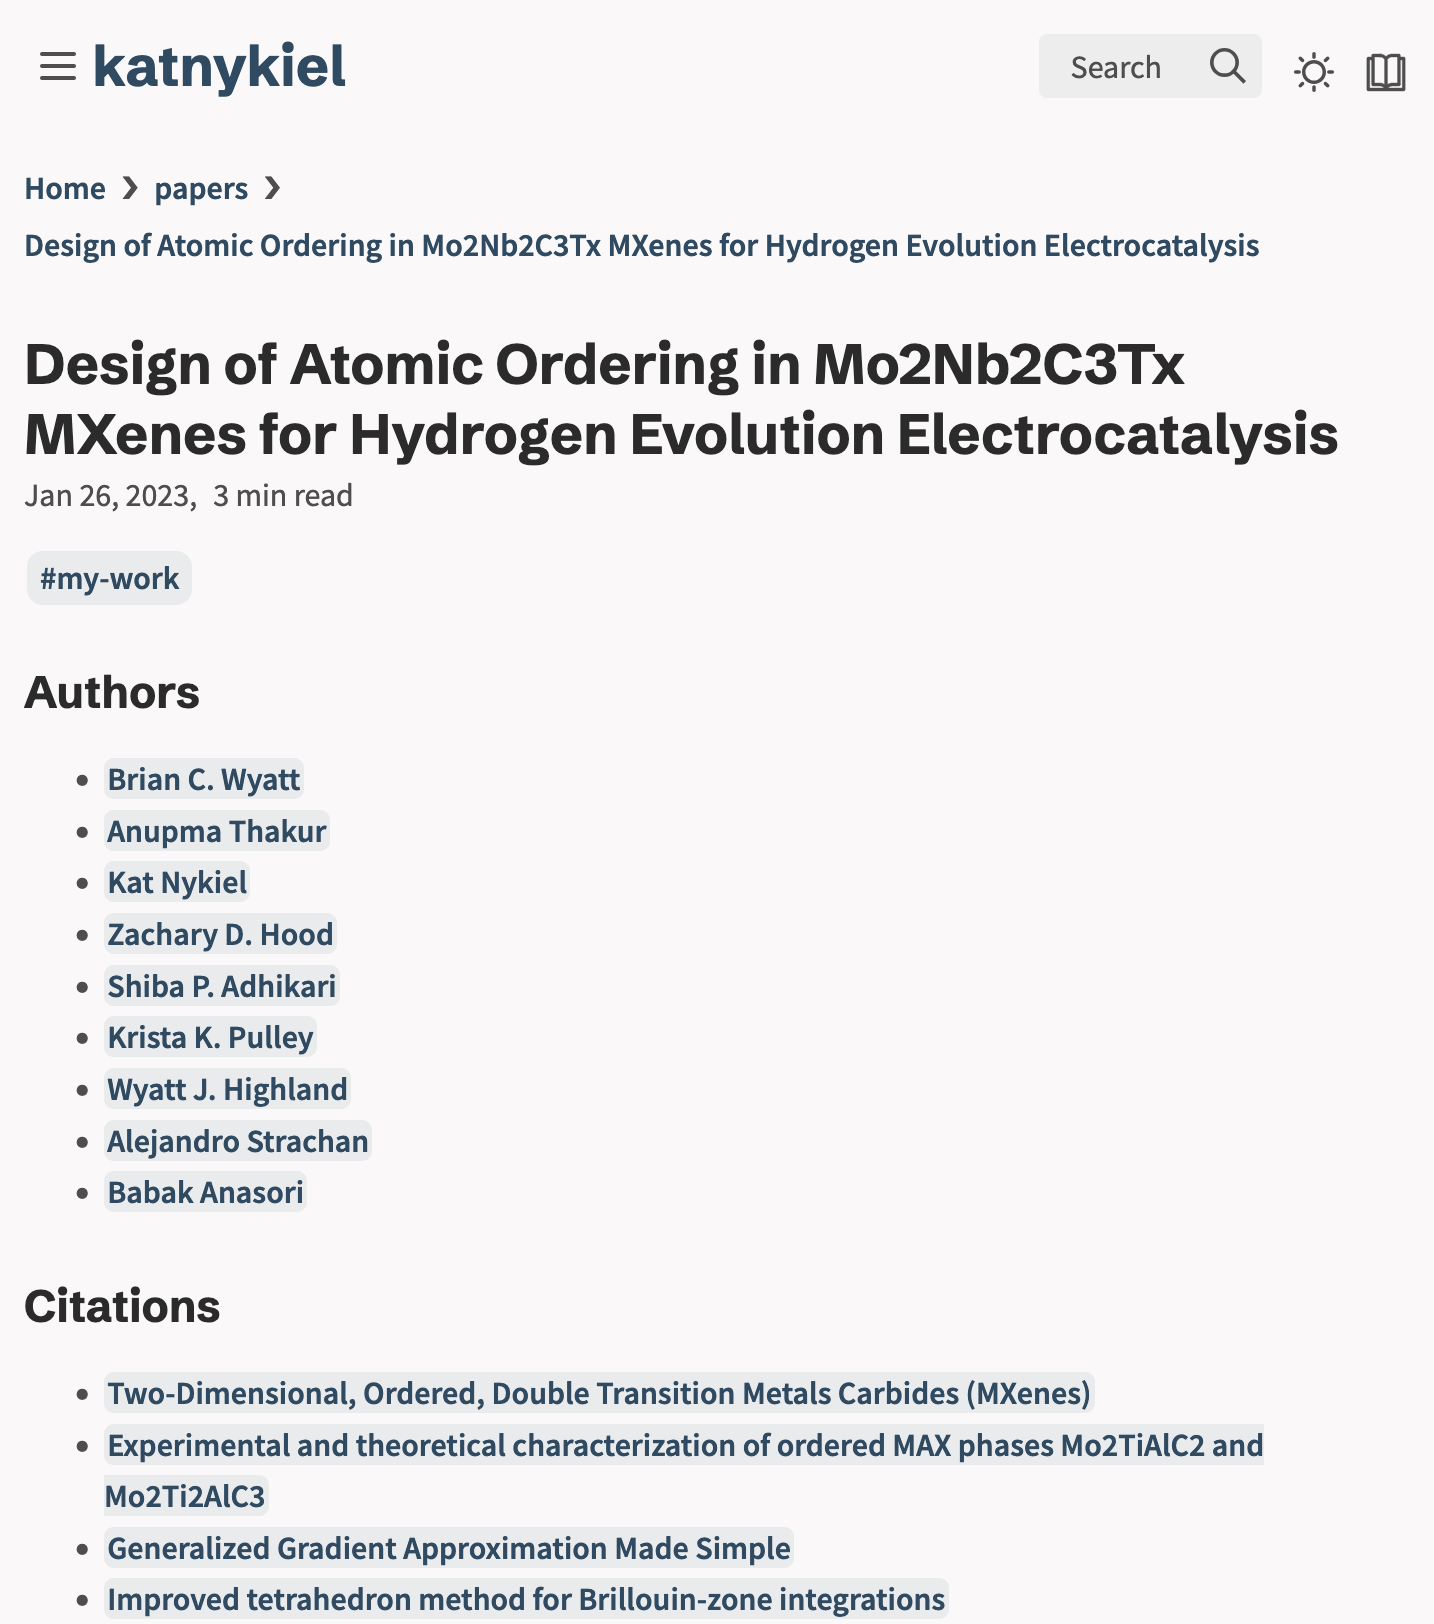 katnykiel
Search
Home ❯ papers ❯
Design of Atomic Ordering in Mo2Nb2C3Tx MXenes for Hydrogen Evolution Electrocatalysis
Design of Atomic Ordering in Mo2Nb2C3Tx
MXenes for Hydrogen Evolution Electrocatalysis
Jan 26, 2023, 3 min read
#my-work
Authors
• Brian C. Wyatt
• Anupma Thakur
• Kat Nykiel
• Zachary D. Hood
• Shiba P. Adhikari
• Krista K. Pulley
• Wyatt J. Highland
• Alejandro Strachan
• Babak Anasori
Citations
• Two-Dimensional, Ordered, Double Transition Metals Carbides (MXenes)
• Experimental and theoretical characterization of ordered MAX phases Mo2TiAlC2 and
Mo2Ti2AlC3
• Generalized Gradient Approximation Made Simple
• Improved tetrahedron method for Brillouin-zone integrations